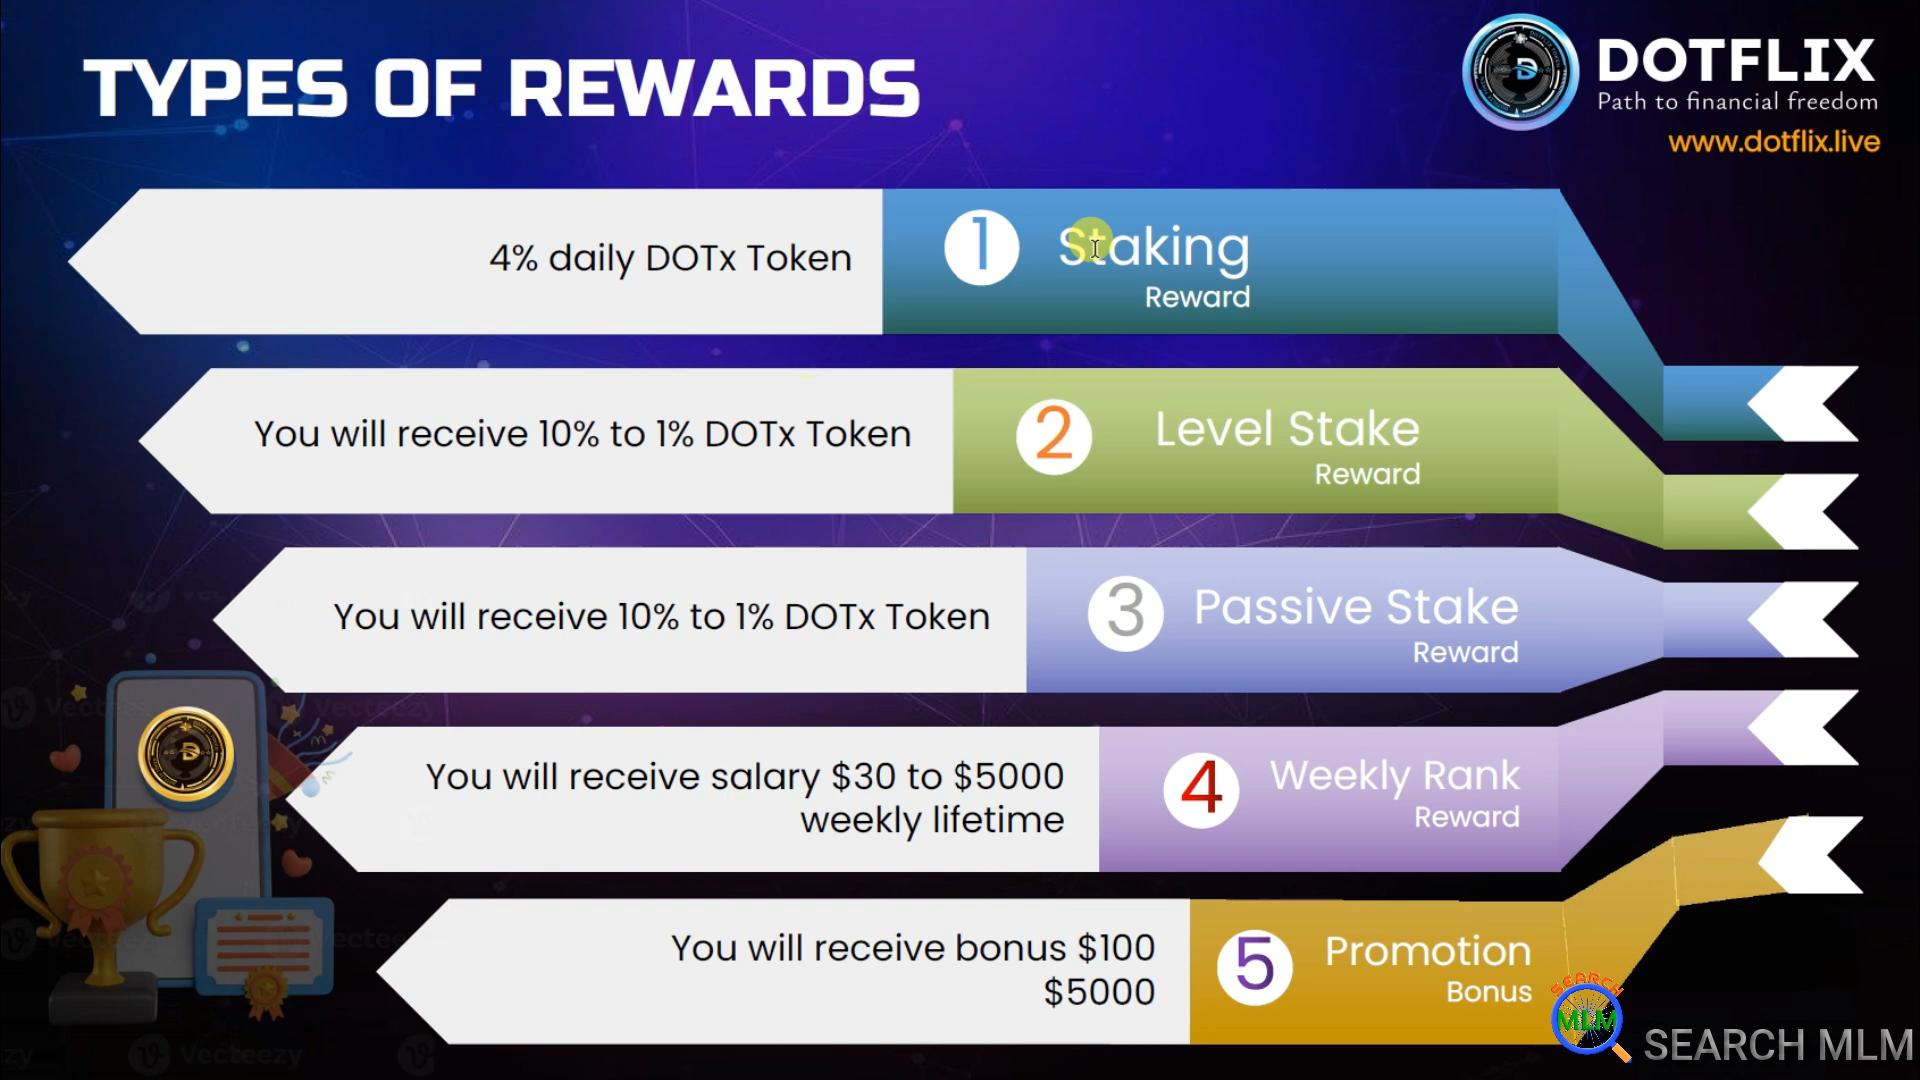 TYPES OF REWARDS
DOTFLIX
Path to financial freedom
www.dotflix.live
4% daily DOTx Token
1
Staking
Reward
You will receive 10% to 1% DOTx Token
2
Level Stake
Reward
You will receive 10% to 1% DOTx Token
3
Passive Stake
Reward
You will receive salary $30 to $5000
weekly lifetime
4
Weekly Rank
Reward
You will receive bonus $100
$5000
5
Promotion
Bonus
SEARCH
MLM
SEARCH MLM
Vecteezy